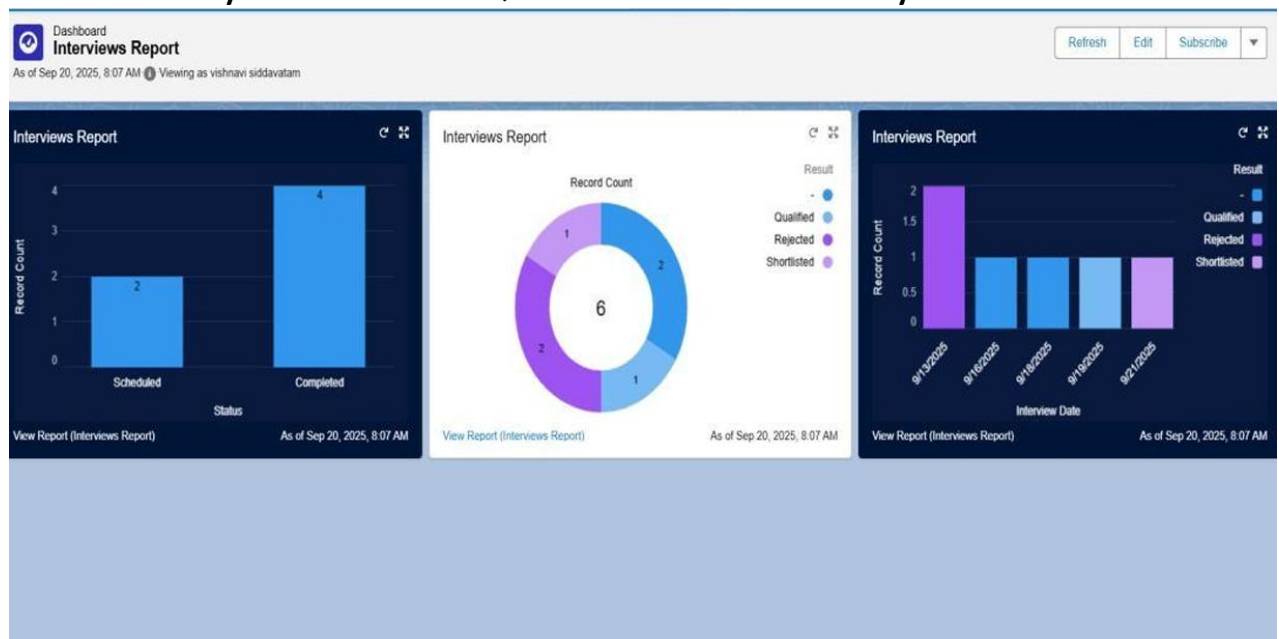 Dashboard
Interviews Report
As of Sep 20, 2025, 8:07 AM Viewing as vishnavi siddavatam
Refresh Edit Subscribe
Interviews Report
Record Count
4
3
2
1
0
4
2
Scheduled Completed
Status
View Report (Interviews Report) As of Sep 20, 2025, 8:07 AM
Interviews Report
Record Count
Result
-
Qualified
Rejected
Shortlisted
1
2
6
2
1
View Report (Interviews Report) As of Sep 20, 2025, 8:07 AM
Interviews Report
Result
-
Qualified
Rejected
Shortlisted
Record Count
2
1.5
1
0.5
0
9/13/2025 9/16/2025 9/18/2025 9/19/2025 9/21/2025
Interview Date
View Report (Interviews Report) As of Sep 20, 2025, 8:07 AM